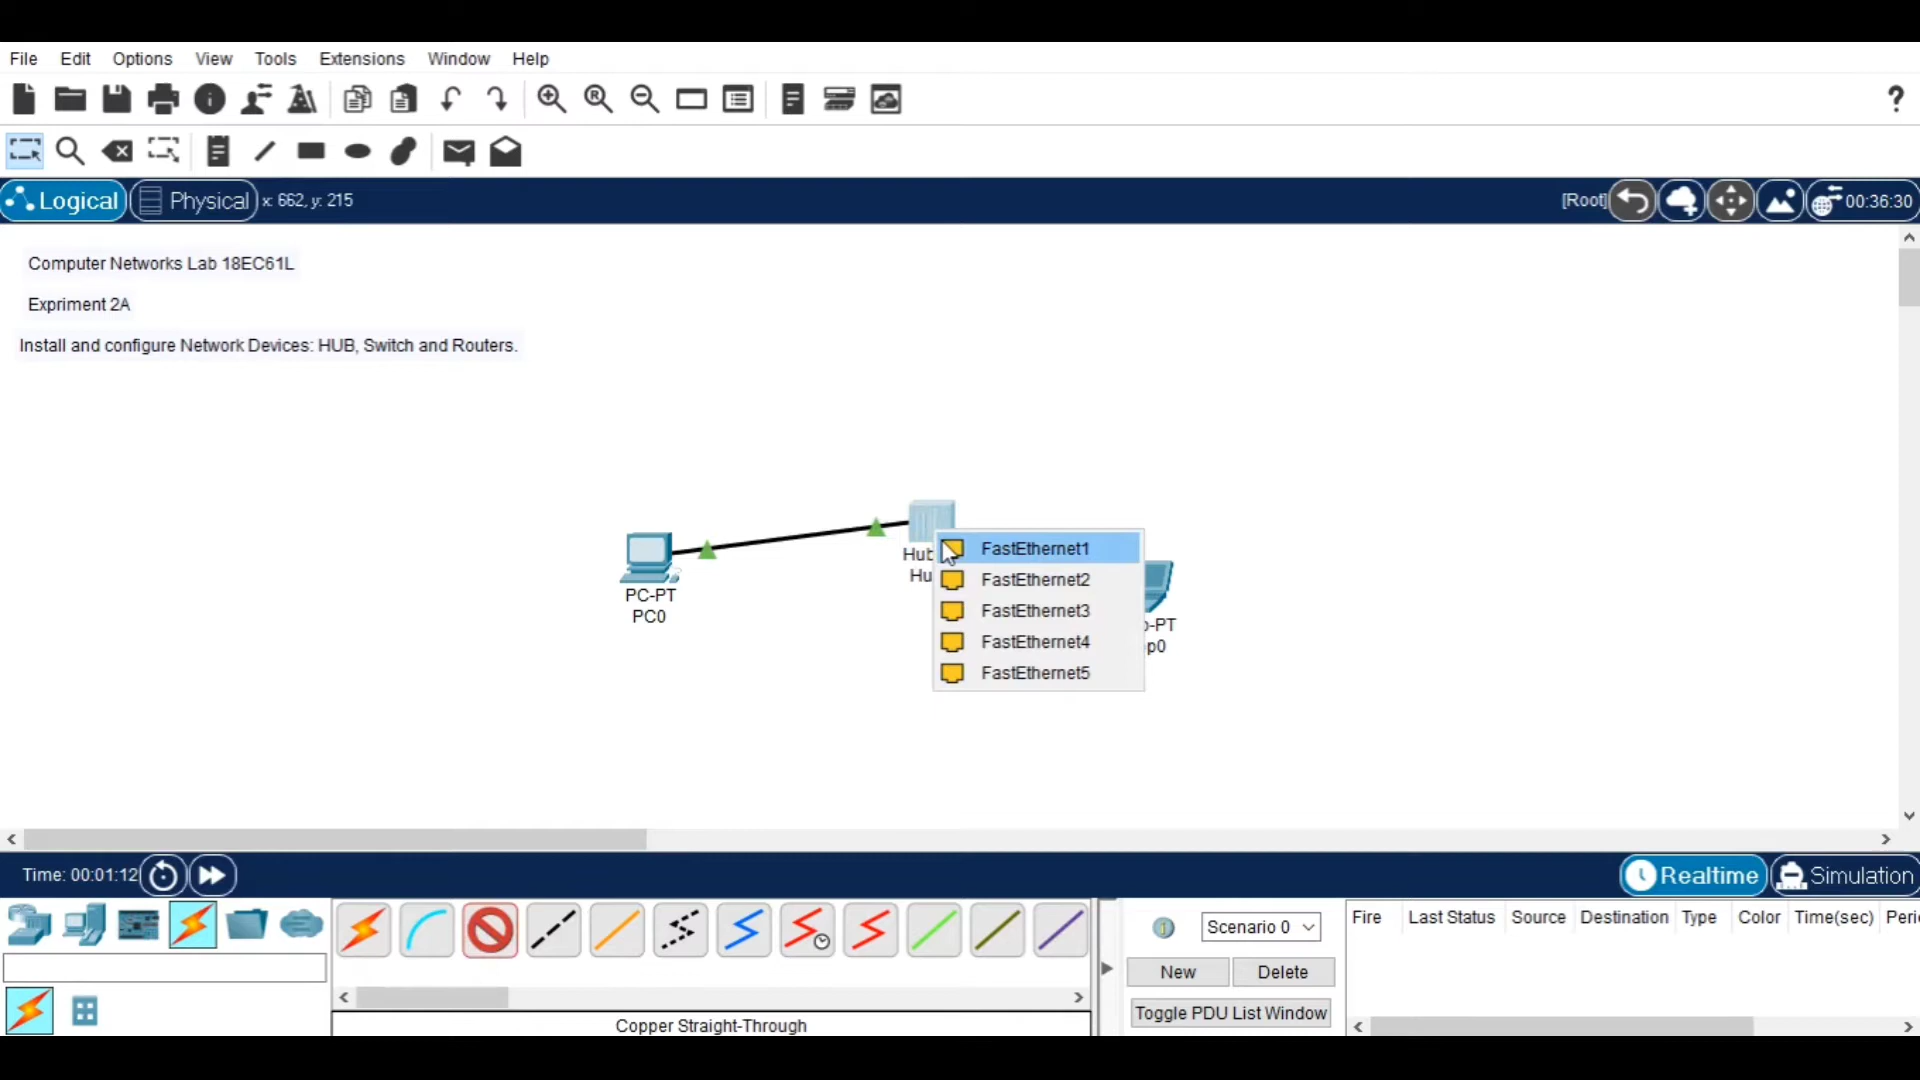 File Edit Options View Tools Extensions Window Help
?
Logical Physical x: 662, y: 215 [Root] 00:36:30
Computer Networks Lab 18EC61L
Expriment 2A
Install and configure Network Devices: HUB, Switch and Routers.
PC-PT
PC0
Hub
Hu
FastEthernet1
FastEthernet2
FastEthernet3
FastEthernet4
FastEthernet5
o-PT
op0
Time: 00:01:12 Realtime Simulation
Scenario 0
New Delete
Toggle PDU List Window
Fire Last Status Source Destination Type Color Time(sec) Perio
Copper Straight-Through